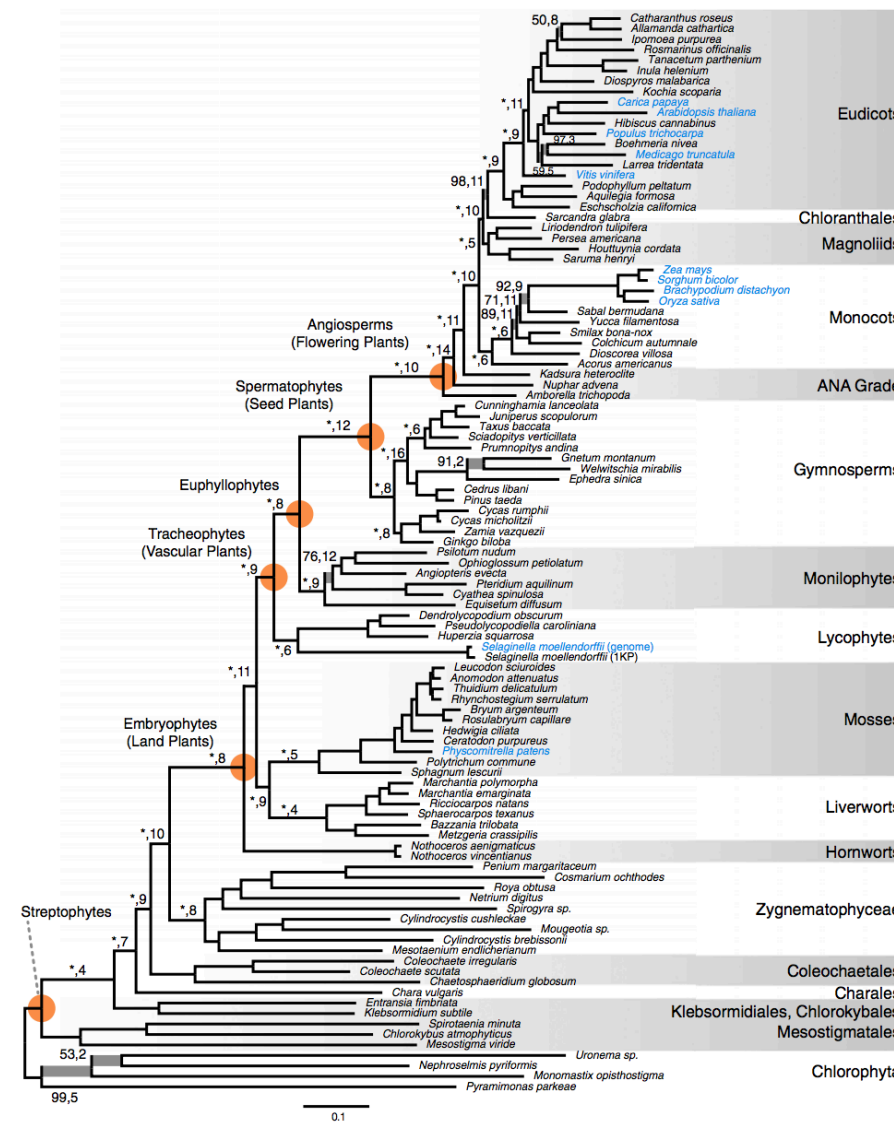 50,8
Catharanthus roseus
Allamanda cathartica
Ipomoea purpurea
Rosmarinus officinalis
Tanacetum parthenium
Inula helenium
Diospyros malabarica
Kochia scoparia
*,11
Carica papaya
Arabidopsis thaliana
Eudicots
Hibiscus cannabinus
*,9
Populus trichocarpa
97,3
Boehmeria nivea
Medicago truncatula
*,9
Larrea tridentata
59,5
Vitis vinifera
98,11
Podophyllum peltatum
Aquilegia formosa
Eschscholzia califomica
*,10
Sarcandra glabra
Chloranthales
Liriodendron tulipifera
*,5
Persea americana
Magnoliids
Houttuynia cordata
Saruma henryi
*,10
Zea mays
Sorghum bicolor
92,9
Brachypodium distachyon
71,11
Oryza sativa
89,11
Sabal bermudana
Monocots
*,11
Yucca filamentosa
*,6
Smilax bona-nox
Colchicum autumnale
*,14
Dioscorea villosa
*,6
Acorus americanus
Angiosperms
(Flowering Plants)
*,10
Kadsura heteroclite
Nuphar advena
ANA Grade
Amborella trichopoda
Spermatophytes
(Seed Plants)
*,12
Cunninghamia lanceolata
Juniperus scopulorum
*,6
Taxus baccata
Sciadopitys verticillata
Prumnopitys andina
*,16
91,2
Gnetum montanum
Welwitschia mirabilis
Gymnosperms
Ephedra sinica
*,8
Cedrus libani
Pinus taeda
Cycas rumphii
Cycas micholitzii
*,8
Zamia vazquezii
Ginkgo biloba
Euphyllophytes
*,8
Tracheophytes
(Vascular Plants)
76,12
Psilotum nudum
Ophioglossum petiolatum
*,9
Angiopteris evecta
Monilophytes
*,9
Pteridium aquilinum
Cyathea spinulosa
Equisetum diffusum
Dendrolycopodium obscurum
Pseudolycopodiella caroliniana
Lycophytes
Huperzia squarrosa
*,6
Selaginella moellendorffii (genome)
Selaginella moellendorffii (1KP)
*,11
Leucodon sciuroides
Anomodon attenuatus
Thuidium delicatulum
Rhynchostegium serrulatum
Bryum argenteum
Rosulabryum capillare
Mosses
Hedwigia ciliata
Ceratodon purpureus
*,5
Physcomitrella patens
Polytrichum commune
Sphagnum lescurii
Embryophytes
(Land Plants)
*,8
*,9
Marchantia polymorpha
Marchantia emarginata
*,4
Ricciocarpos natans
Liverworts
Sphaerocarpos texanus
Bazzania trilobata
Metzgeria crassipilis
Nothoceros aenigmaticus
Hornworts
Nothoceros vincentianus
*,10
Penium margaritaceum
Cosmarium ochthodes
Roya obtusa
*,9
Netrium digitus
*,8
Spirogyra sp.
Zygnematophyceae
Cylindrocystis cushleckae
Mougeotia sp.
Cylindrocystis brebissonii
Mesotaenium endlicherianum
Streptophytes
*,7
*,4
Coleochaete irregularis
Coleochaete scutata
Coleochaetales
Chaetosphaeridium globosum
Chara vulgaris
Charales
Entransia fimbriata
Klebsormidium subtile
Klebsormidiales, Chlorokybales
Spirotaenia minuta
Chlorokybus atmophyticus
Mesostigmatales
Mesostigma viride
53,2
Uronema sp.
Nephroselmis pyriformis
Chlorophyta
Monomastix opisthostigma
99,5
Pyramimonas parkeae
0.1